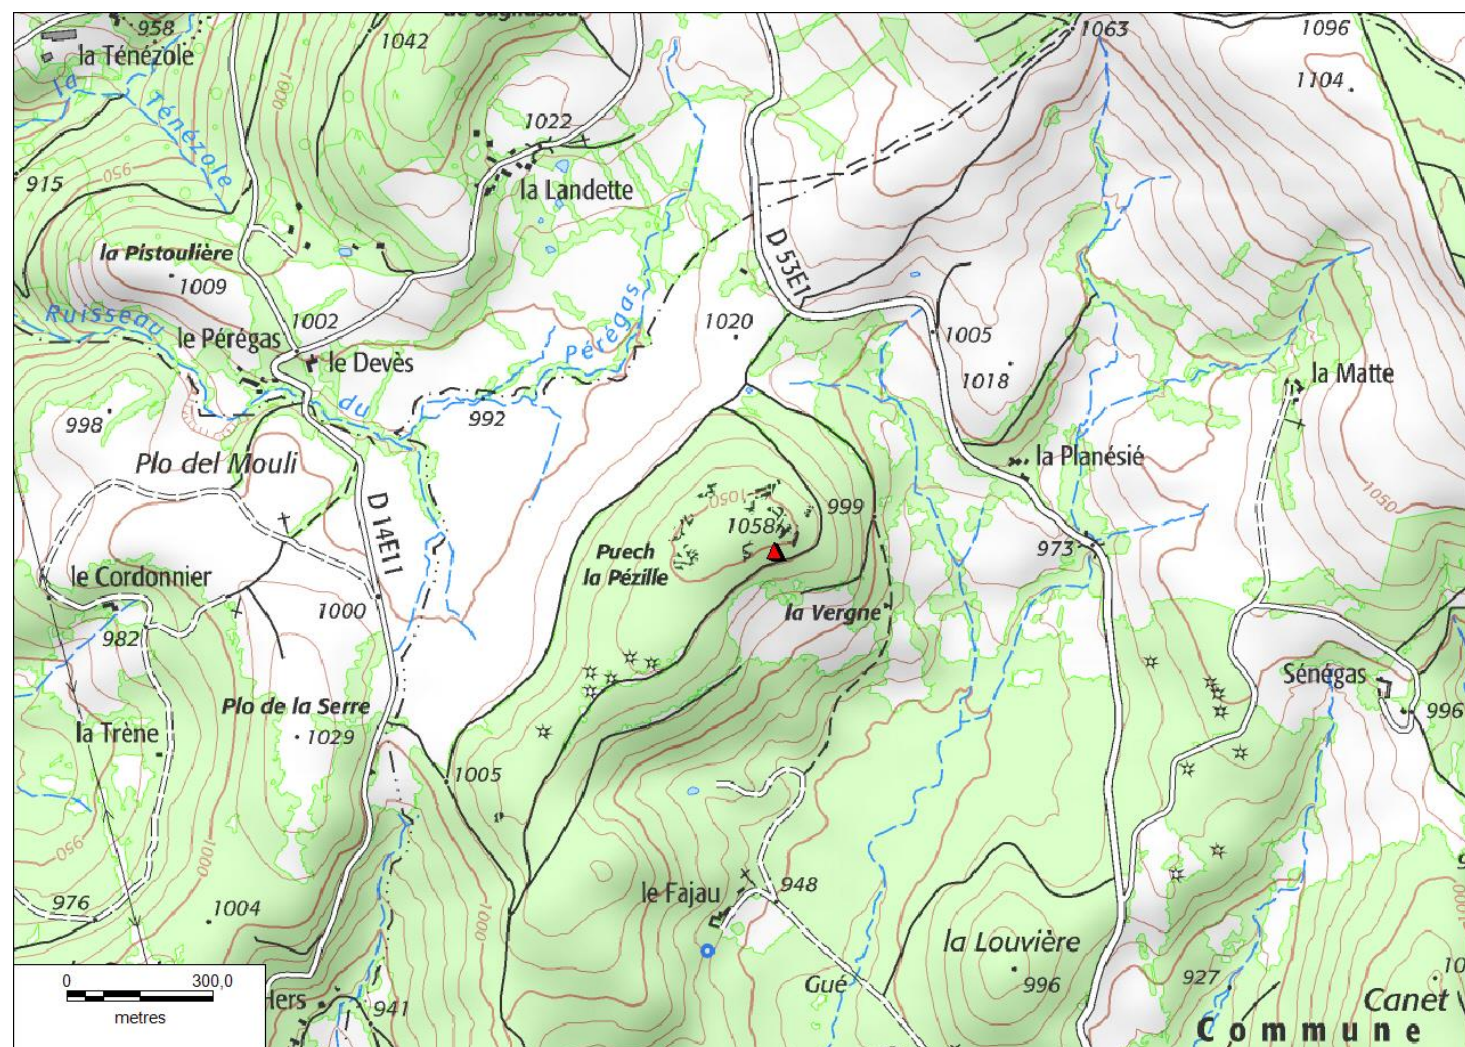 958
1042
1063
1096
la Ténézole
1104
1000
la
Ténézole
950
1022
915
la Landette
la Pistoulière
D 53E1
1009
Ruisseau
1002
Pérégas
1020
le Pérégas
le Devès
1005
1018
la Matte
du
998
992
Plo del Mouli
la Planésié
1050
1050
D 14E11
1058
999
973
Puech
la Pézille
le Cordonnier
1000
la Vergne
982
Sénégas
Plo de la Serre
996
la Trène
1029
1005
950
1000
976
1004
1000
le Fajau
948
la Louvière
0 300,0
metres
941
Gué
996
927
Canet
Commune